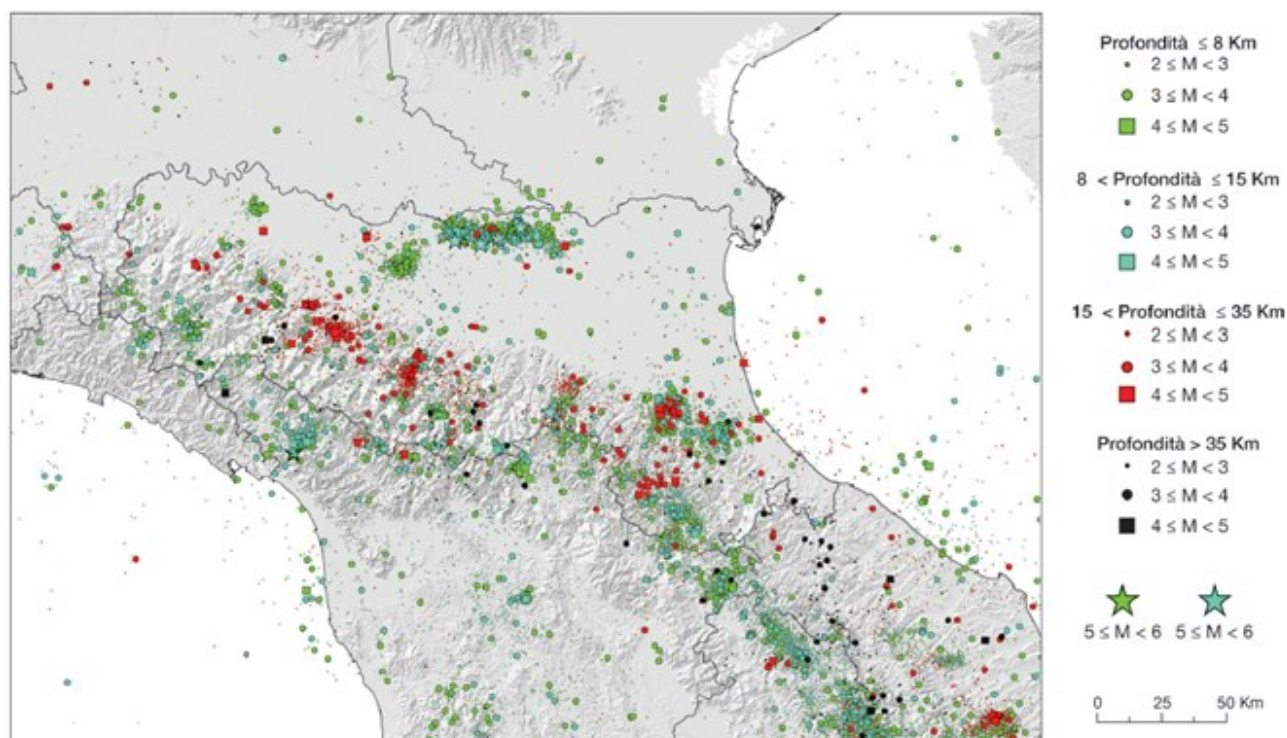 Profondità ≤ 8 Km
2 ≤ M < 3
3 ≤ M < 4
4 ≤ M < 5
8 < Profondità ≤ 15 Km
2 ≤ M < 3
3 ≤ M < 4
4 ≤ M < 5
15 < Profondità ≤ 35 Km
2 ≤ M < 3
3 ≤ M < 4
4 ≤ M < 5
Profondità > 35 Km
2 ≤ M < 3
3 ≤ M < 4
4 ≤ M < 5
5 ≤ M < 6 5 ≤ M < 6
0 25 50 Km